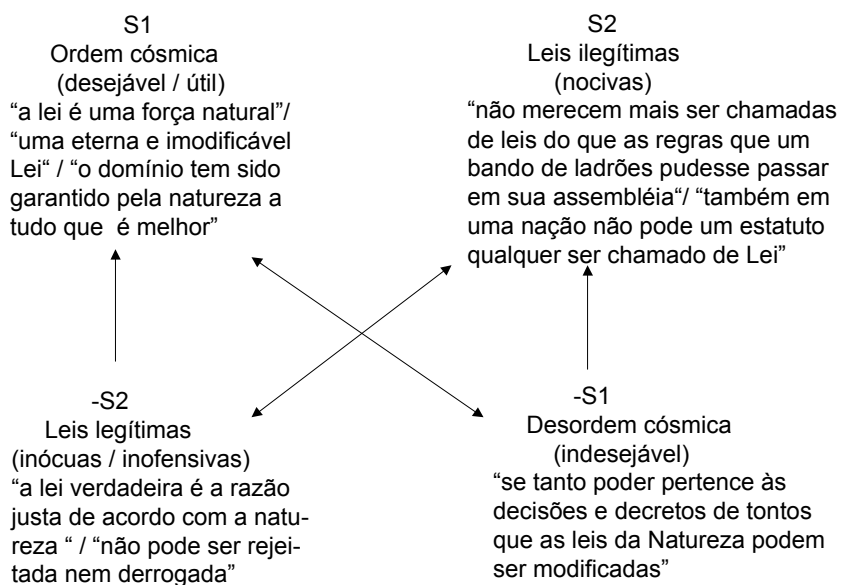 S1
Ordem cósmica
(desejável / útil)
“a lei é uma força natural”/
“uma eterna e imodificável
Lei“ / “o domínio tem sido
garantido pela natureza a
tudo que é melhor”
S2
Leis ilegítimas
(nocivas)
“não merecem mais ser chamadas
de leis do que as regras que um
bando de ladrões pudesse passar
em sua assembléia“/ “também em
uma nação não pode um estatuto
qualquer ser chamado de Lei”
-S2
Leis legítimas
(inócuas / inofensivas)
“a lei verdadeira é a razão
justa de acordo com a natu-
reza “ / “não pode ser rejei-
tada nem derrogada”
-S1
Desordem cósmica
(indesejável)
“se tanto poder pertence às
decisões e decretos de tontos
que as leis da Natureza podem
ser modificadas”